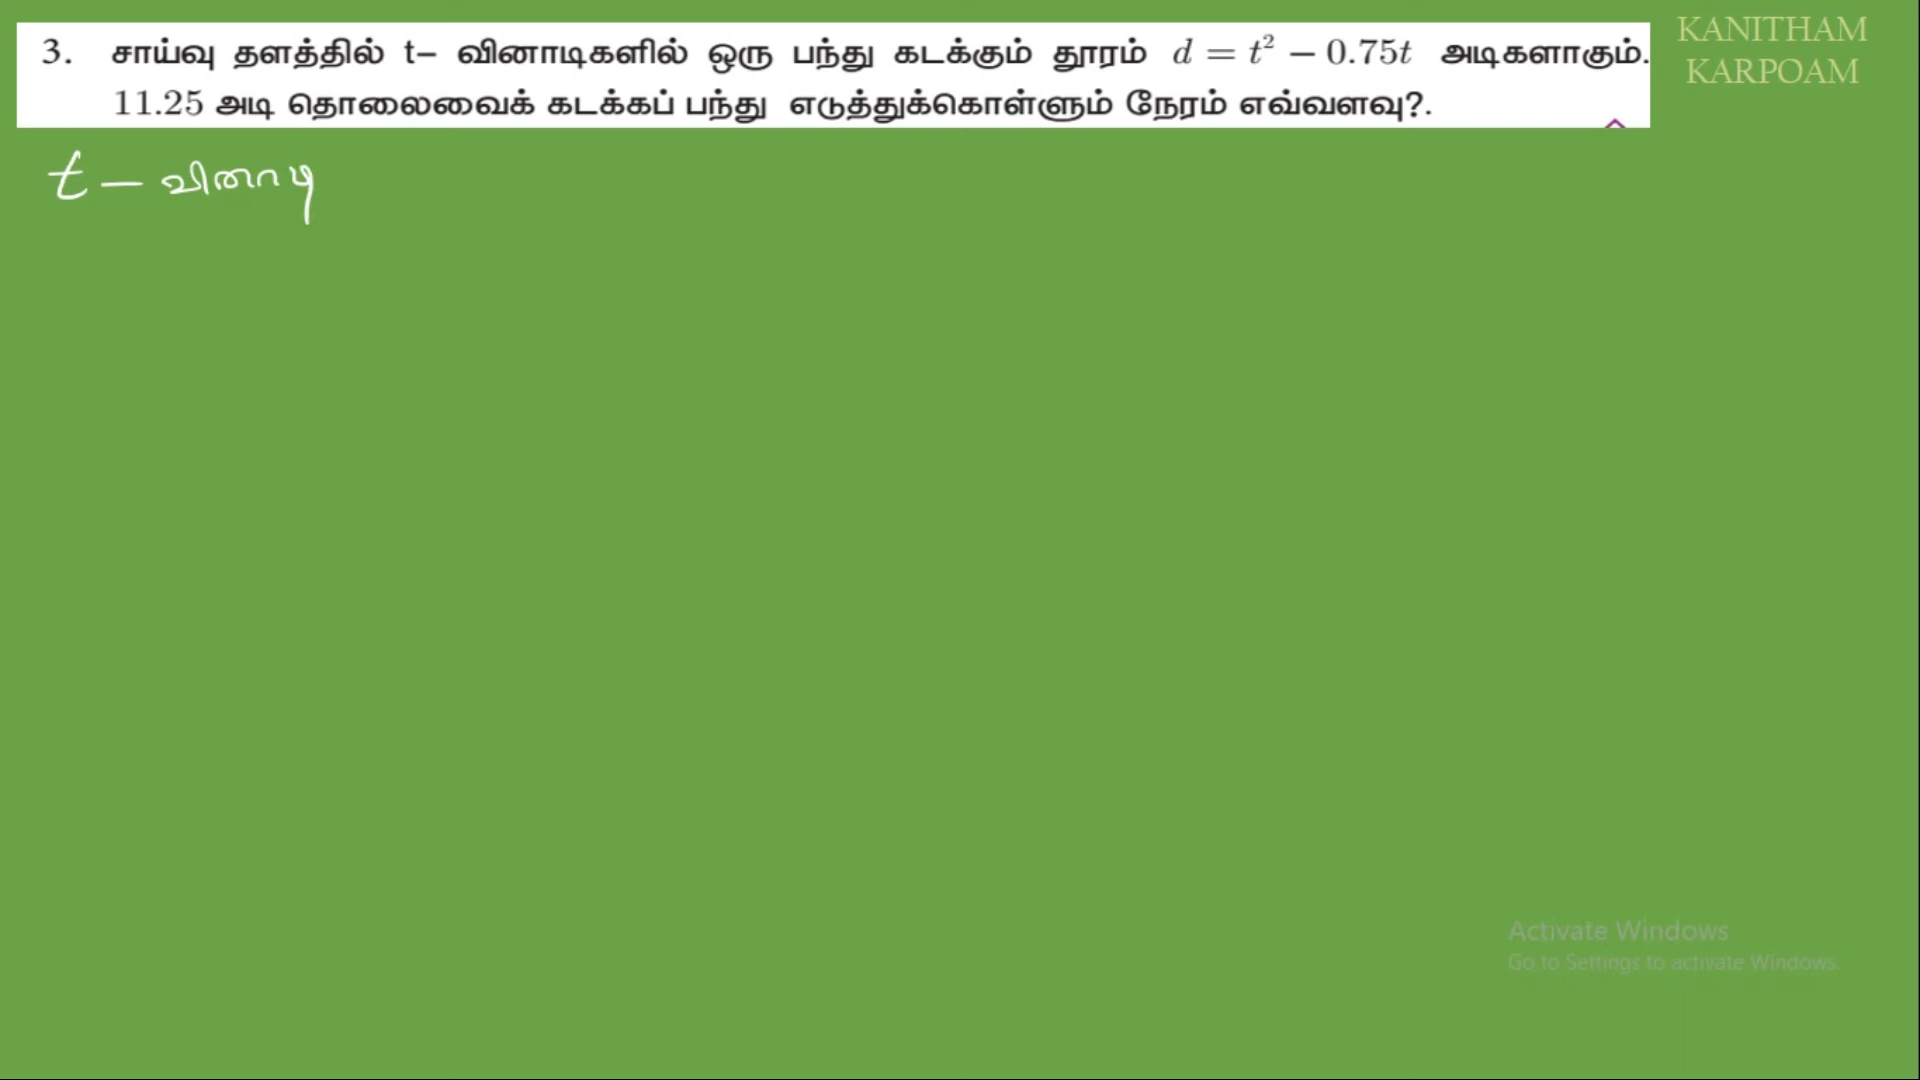 3. சாய்வு தளத்தில் t– வினாடிகளில் ஒரு பந்து கடக்கும் தூரம் d = t² − 0.75t அடிகளாகும்.
11.25 அடி தொலைவைக் கடக்கப் பந்து எடுத்துக்கொள்ளும் நேரம் எவ்வளவு?.
KANITHAM
KARPOAM
t – வினாடி
Activate Windows
Go to Settings to activate Windows.